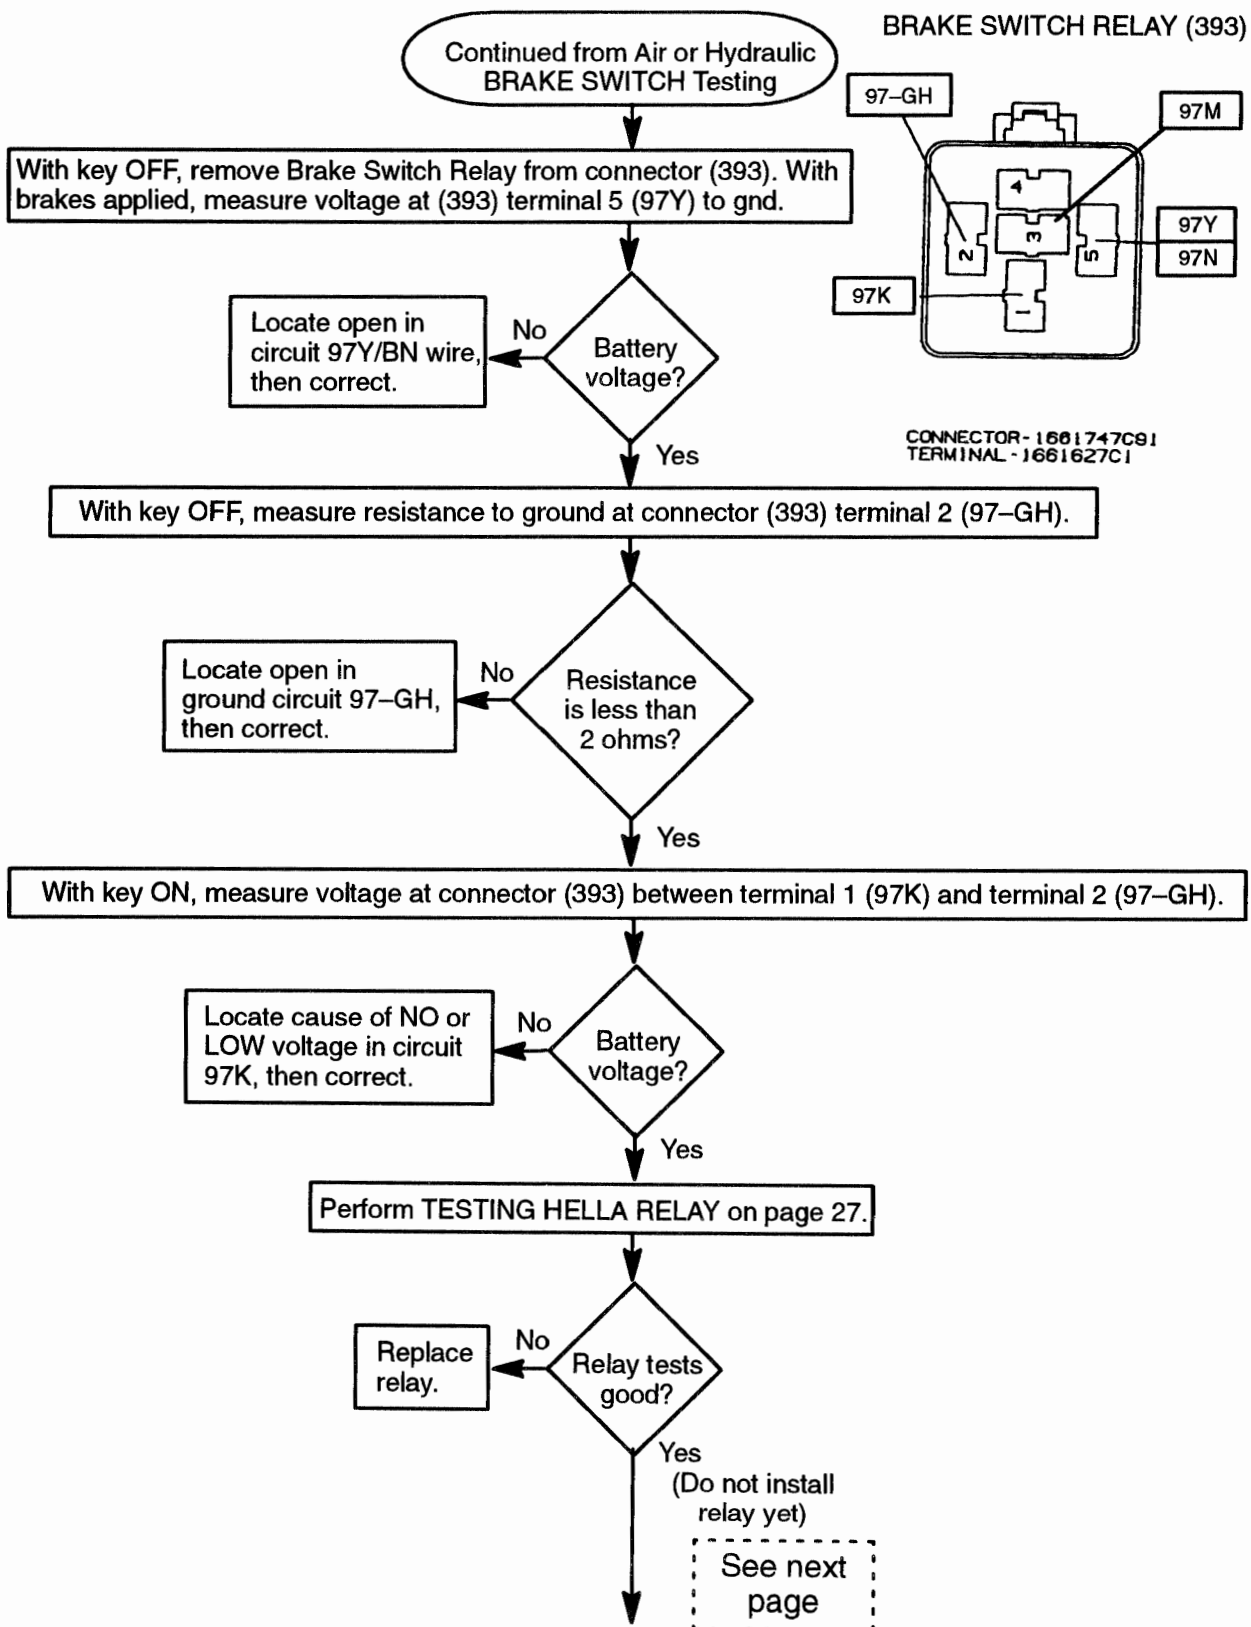 Continued from Air or Hydraulic
BRAKE SWITCH Testing
BRAKE SWITCH RELAY (393)
97–GH
97M
4
3
2
5
1
97Y
97N
97K
CONNECTOR-1661747C91
TERMINAL-1661627C1
With key OFF, remove Brake Switch Relay from connector (393). With
brakes applied, measure voltage at (393) terminal 5 (97Y) to gnd.
Battery
voltage?
No
Locate open in
circuit 97Y/BN wire,
then correct.
Yes
With key OFF, measure resistance to ground at connector (393) terminal 2 (97–GH).
Resistance
is less than
2 ohms?
No
Locate open in
ground circuit 97–GH,
then correct.
Yes
With key ON, measure voltage at connector (393) between terminal 1 (97K) and terminal 2 (97–GH).
Battery
voltage?
No
Locate cause of NO or
LOW voltage in circuit
97K, then correct.
Yes
Perform TESTING HELLA RELAY on page 27.
Relay tests
good?
No
Replace
relay.
Yes
(Do not install
relay yet)
See next
page